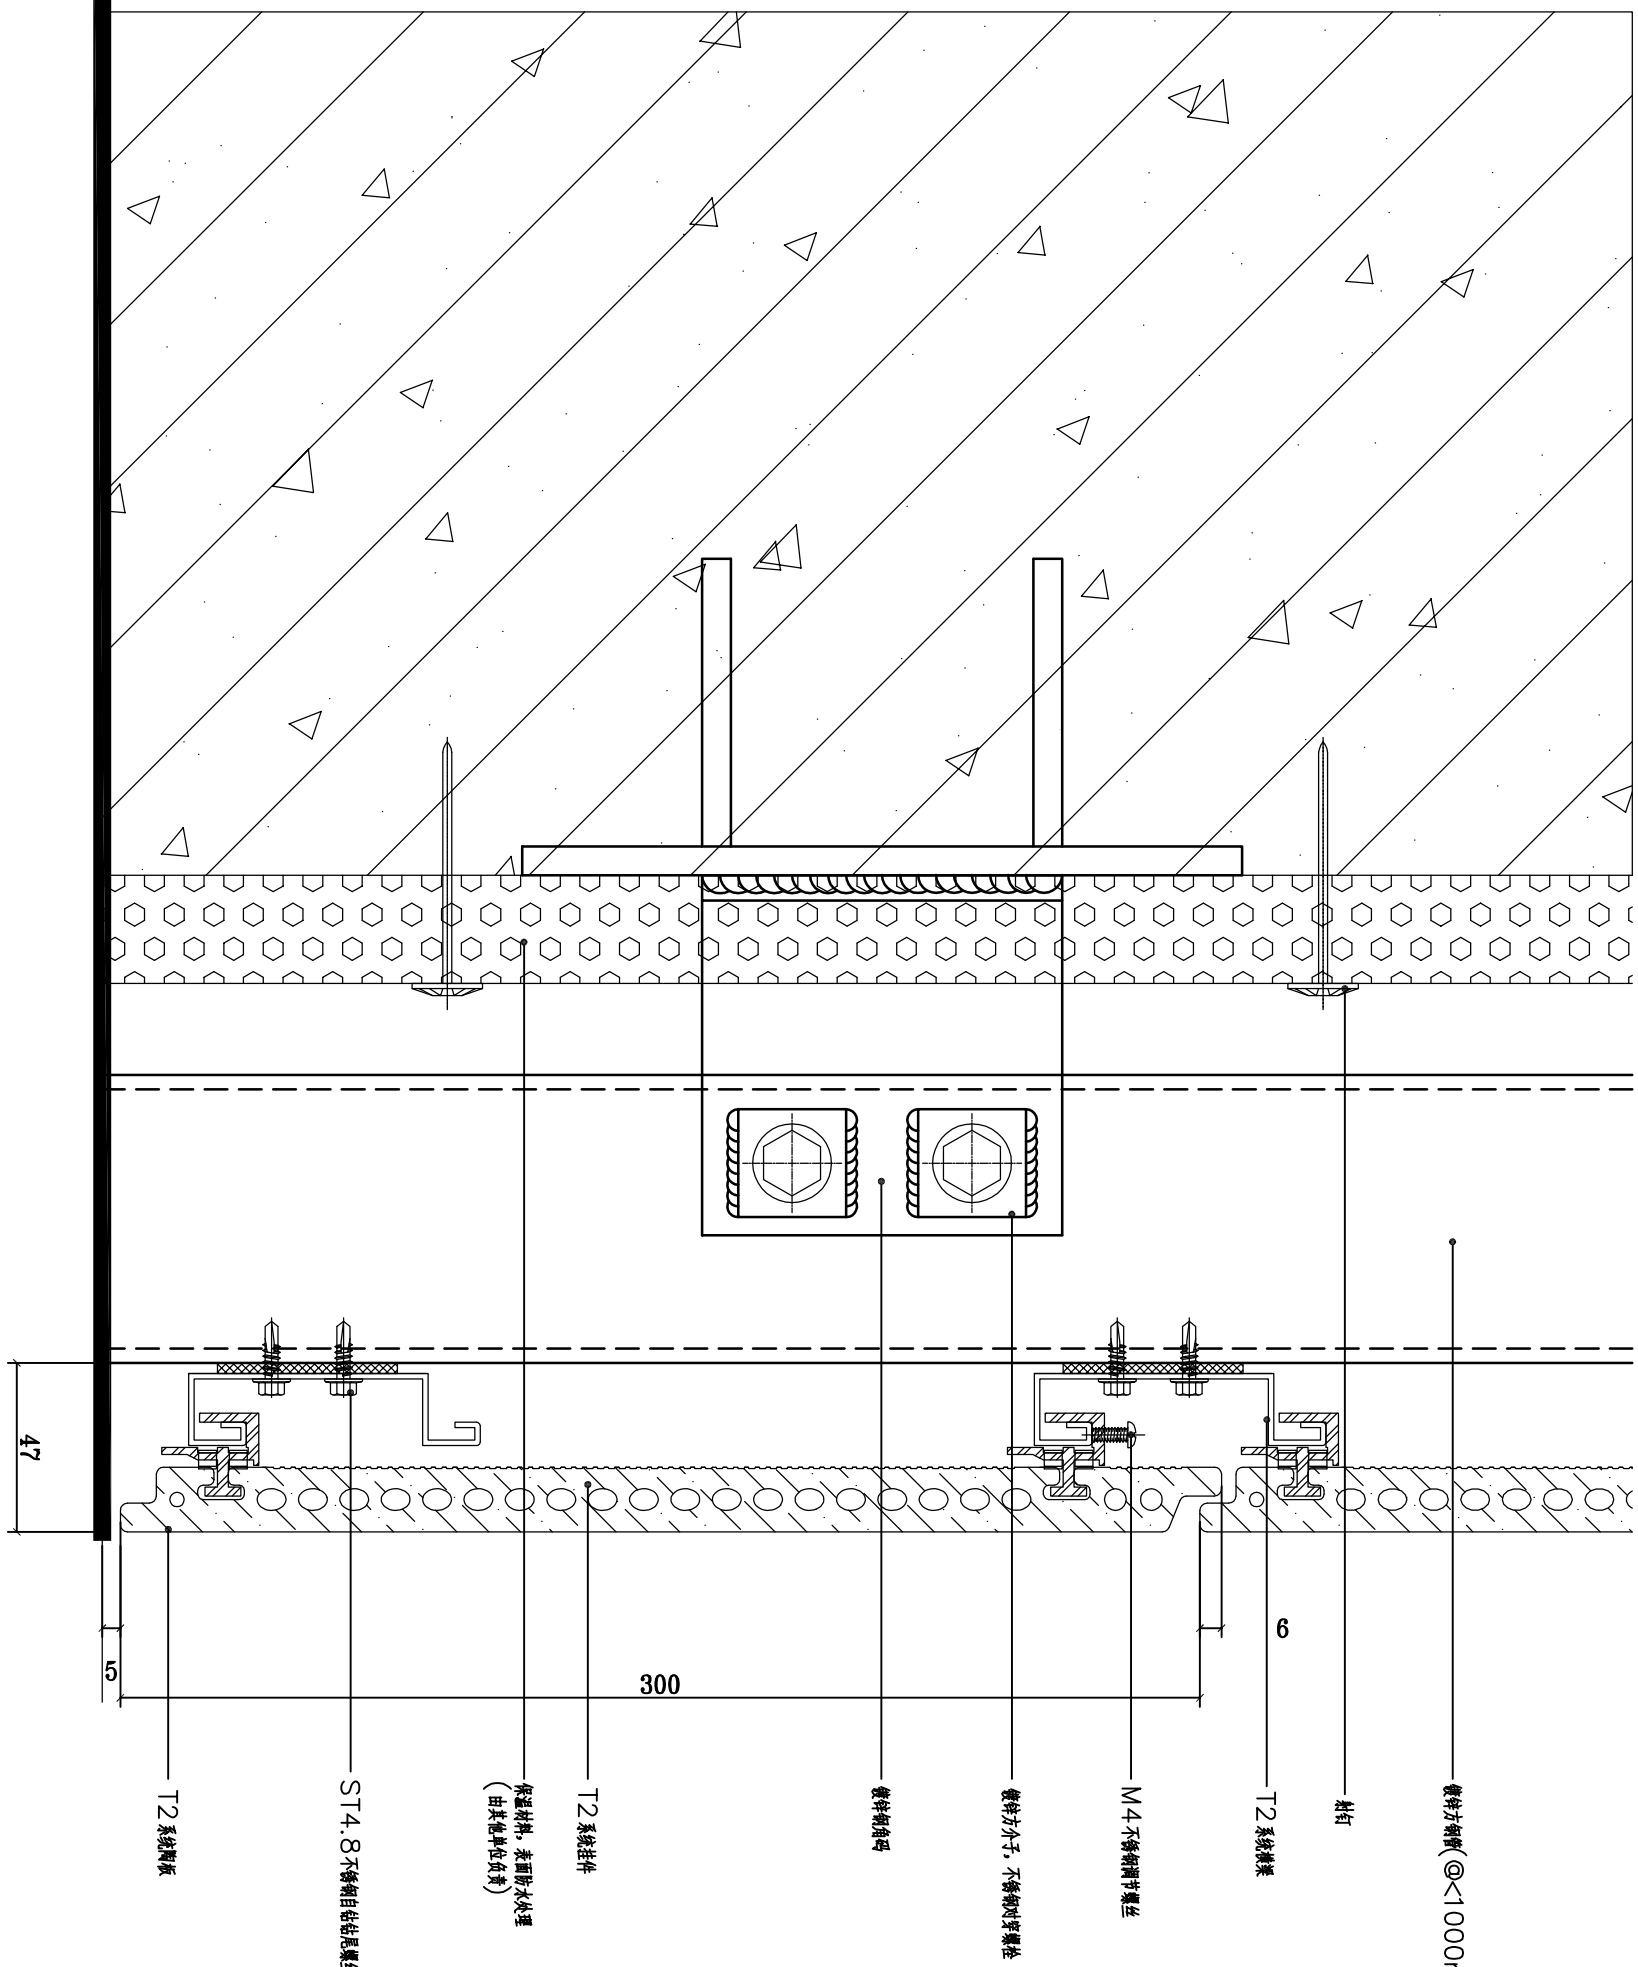 镀锌方钢管(@<1000m
射钉
T2系统横梁
M4不锈钢调节螺丝
镀锌方介子，不锈钢对穿螺栓
镀锌钢角码
T2系统挂件
保温材料，表面防水处理
(由其他单位负责)
ST4.8不锈钢自钻钻尾螺丝
T2系统陶板
47
5
300
6